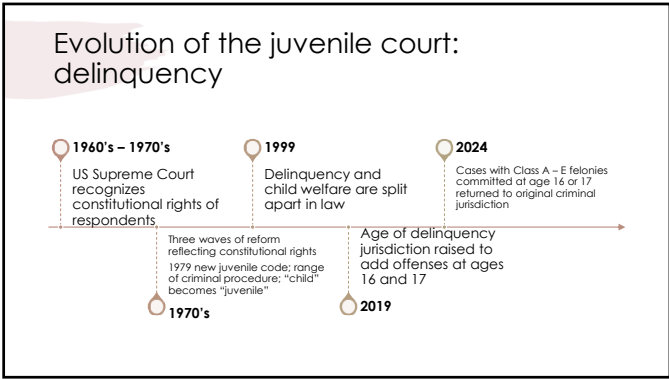 Evolution of the juvenile court:
delinquency
1960's – 1970's
US Supreme Court
recognizes
constitutional rights of
respondents
Three waves of reform
reflecting constitutional rights
1979 new juvenile code; range
of criminal procedure; "child"
becomes "juvenile"
1970's
1999
Delinquency and
child welfare are split
apart in law
Age of delinquency
jurisdiction raised to
add offenses at ages
16 and 17
2019
2024
Cases with Class A – E felonies
committed at age 16 or 17
returned to original criminal
jurisdiction